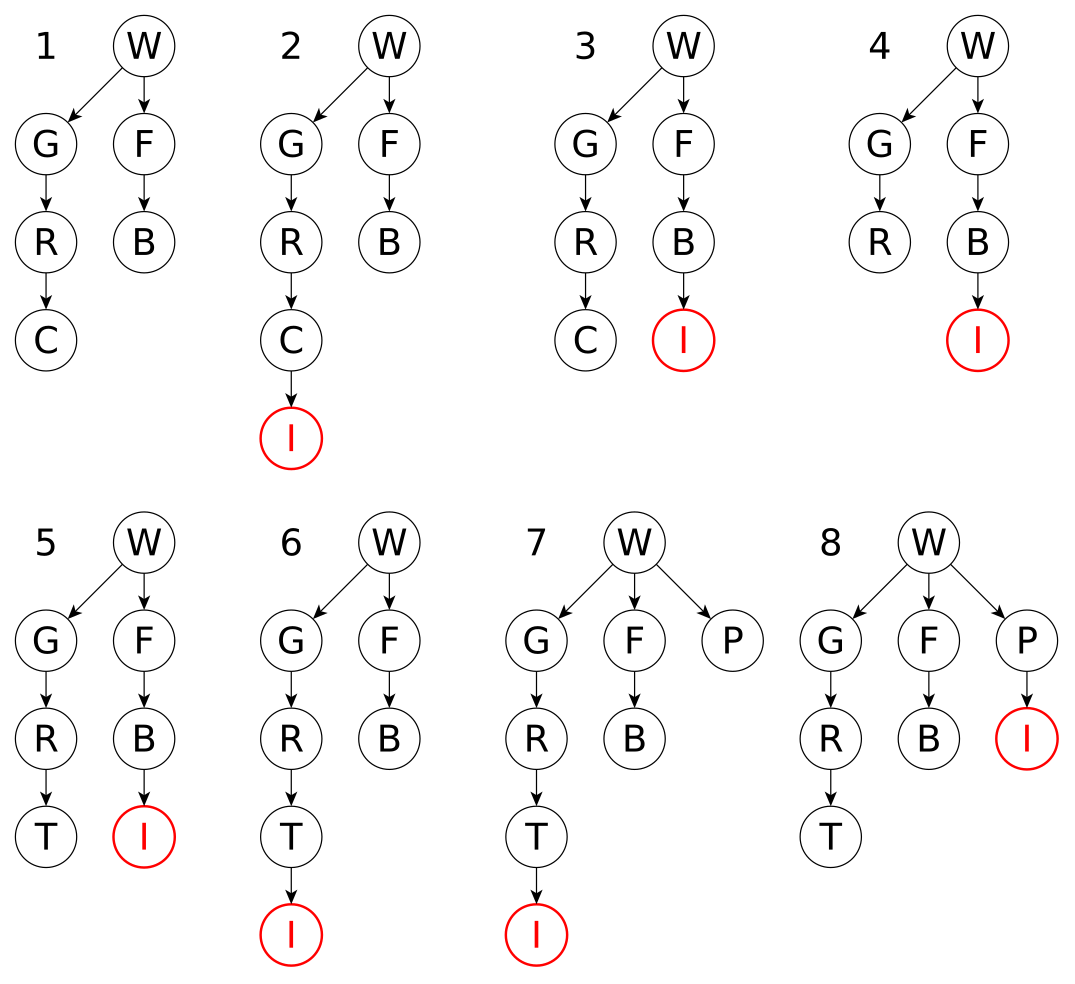 1 W 2 W 3 W 4 W
G F G F G F G F
R B R B R B R B
C C C I I
I
5 W 6 W 7 W 8 W
G F G F G F P G F P
R B R B R B R B I
T I T T T
I I